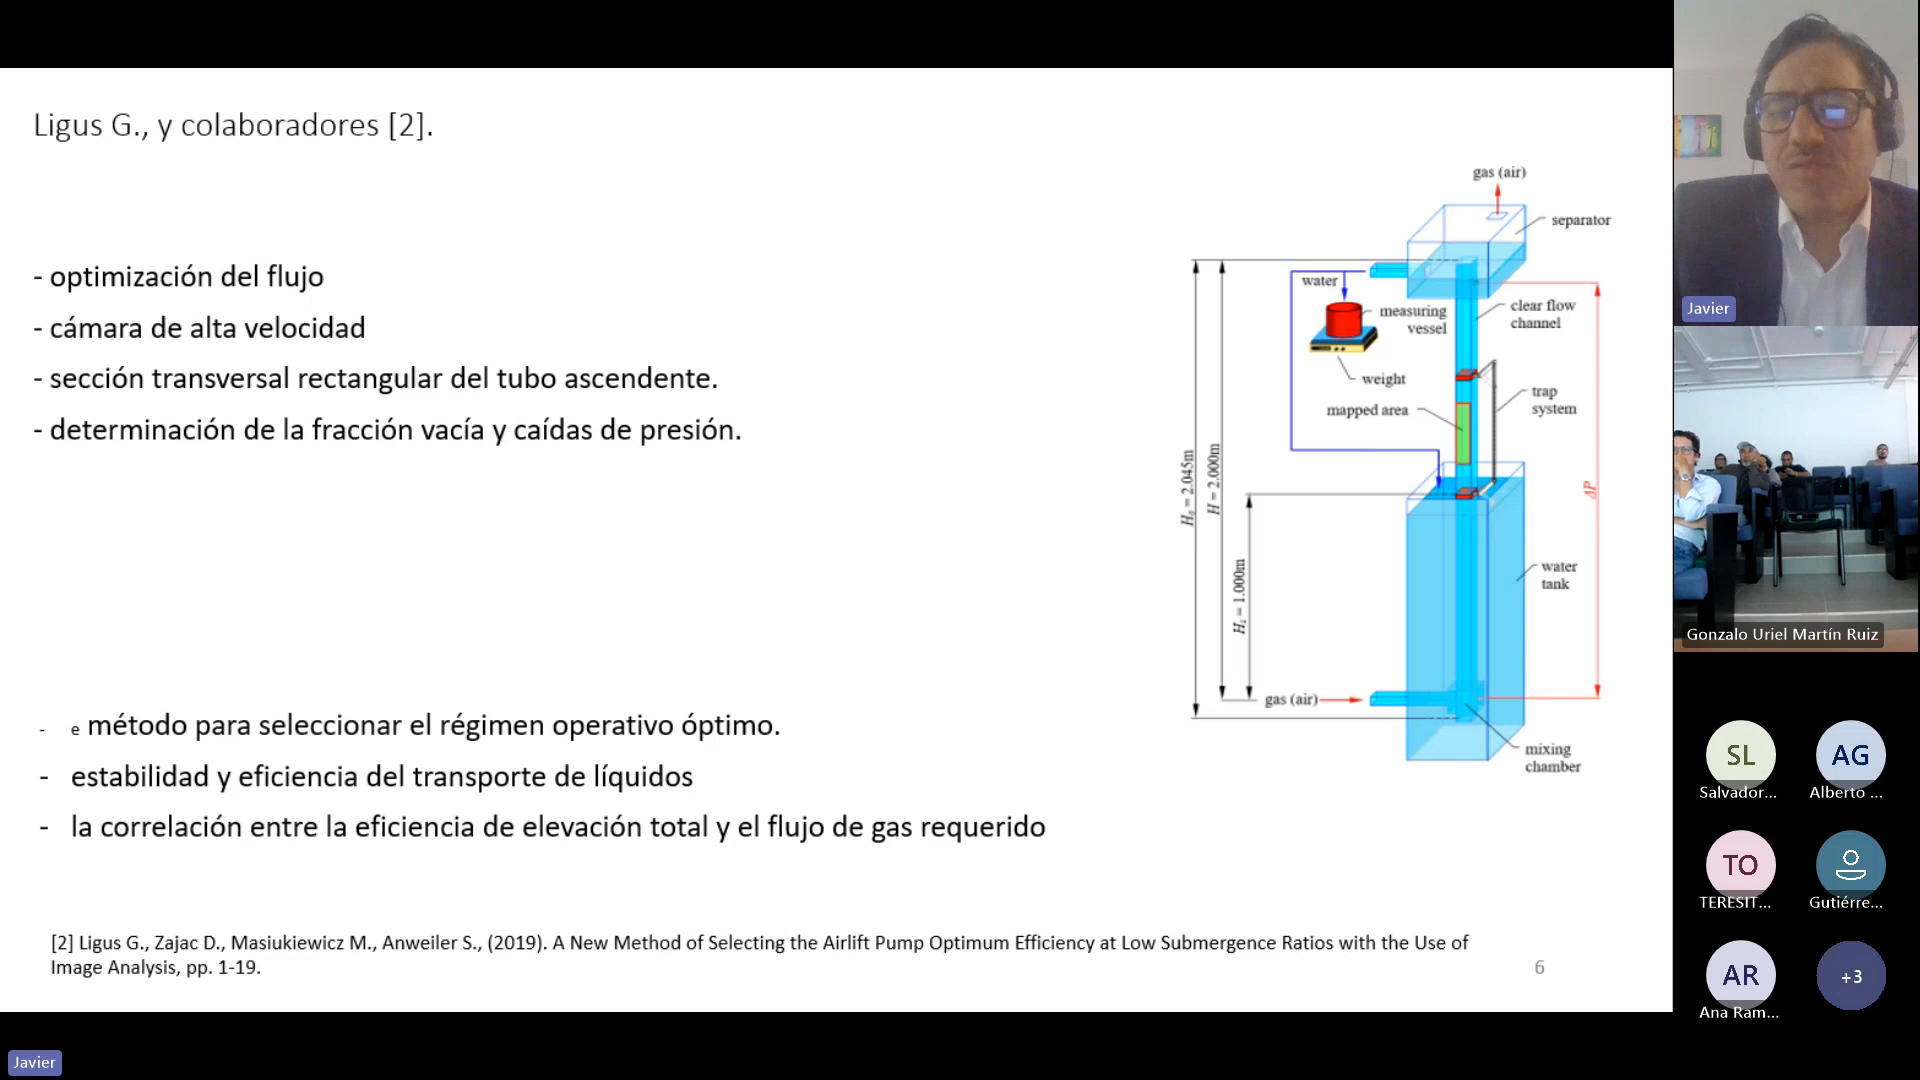 Ligus G., y colaboradores [2].
- optimización del flujo
- cámara de alta velocidad
- sección transversal rectangular del tubo ascendente.
- determinación de la fracción vacía y caídas de presión.
- e método para seleccionar el régimen operativo óptimo.
- estabilidad y eficiencia del transporte de líquidos
- la correlación entre la eficiencia de elevación total y el flujo de gas requerido
[2] Ligus G., Zajac D., Masiukiewicz M., Anweiler S., (2019). A New Method of Selecting the Airlift Pump Optimum Efficiency at Low Submergence Ratios with the Use of
Image Analysis, pp. 1-19.
6
gas (air)
separator
water
measuring
vessel
clear flow
channel
weight
trap
system
mapped area
H₀ = 2.045m
H = 2.000m
ΔP
Hₛ = 1.000m
water
tank
gas (air)
mixing
chamber
Javier
Gonzalo Uriel Martín Ruiz
SL
Salvador...
AG
Alberto ...
TO
TERESIT...
Gutiérre...
AR
Ana Ram...
+3
Javier